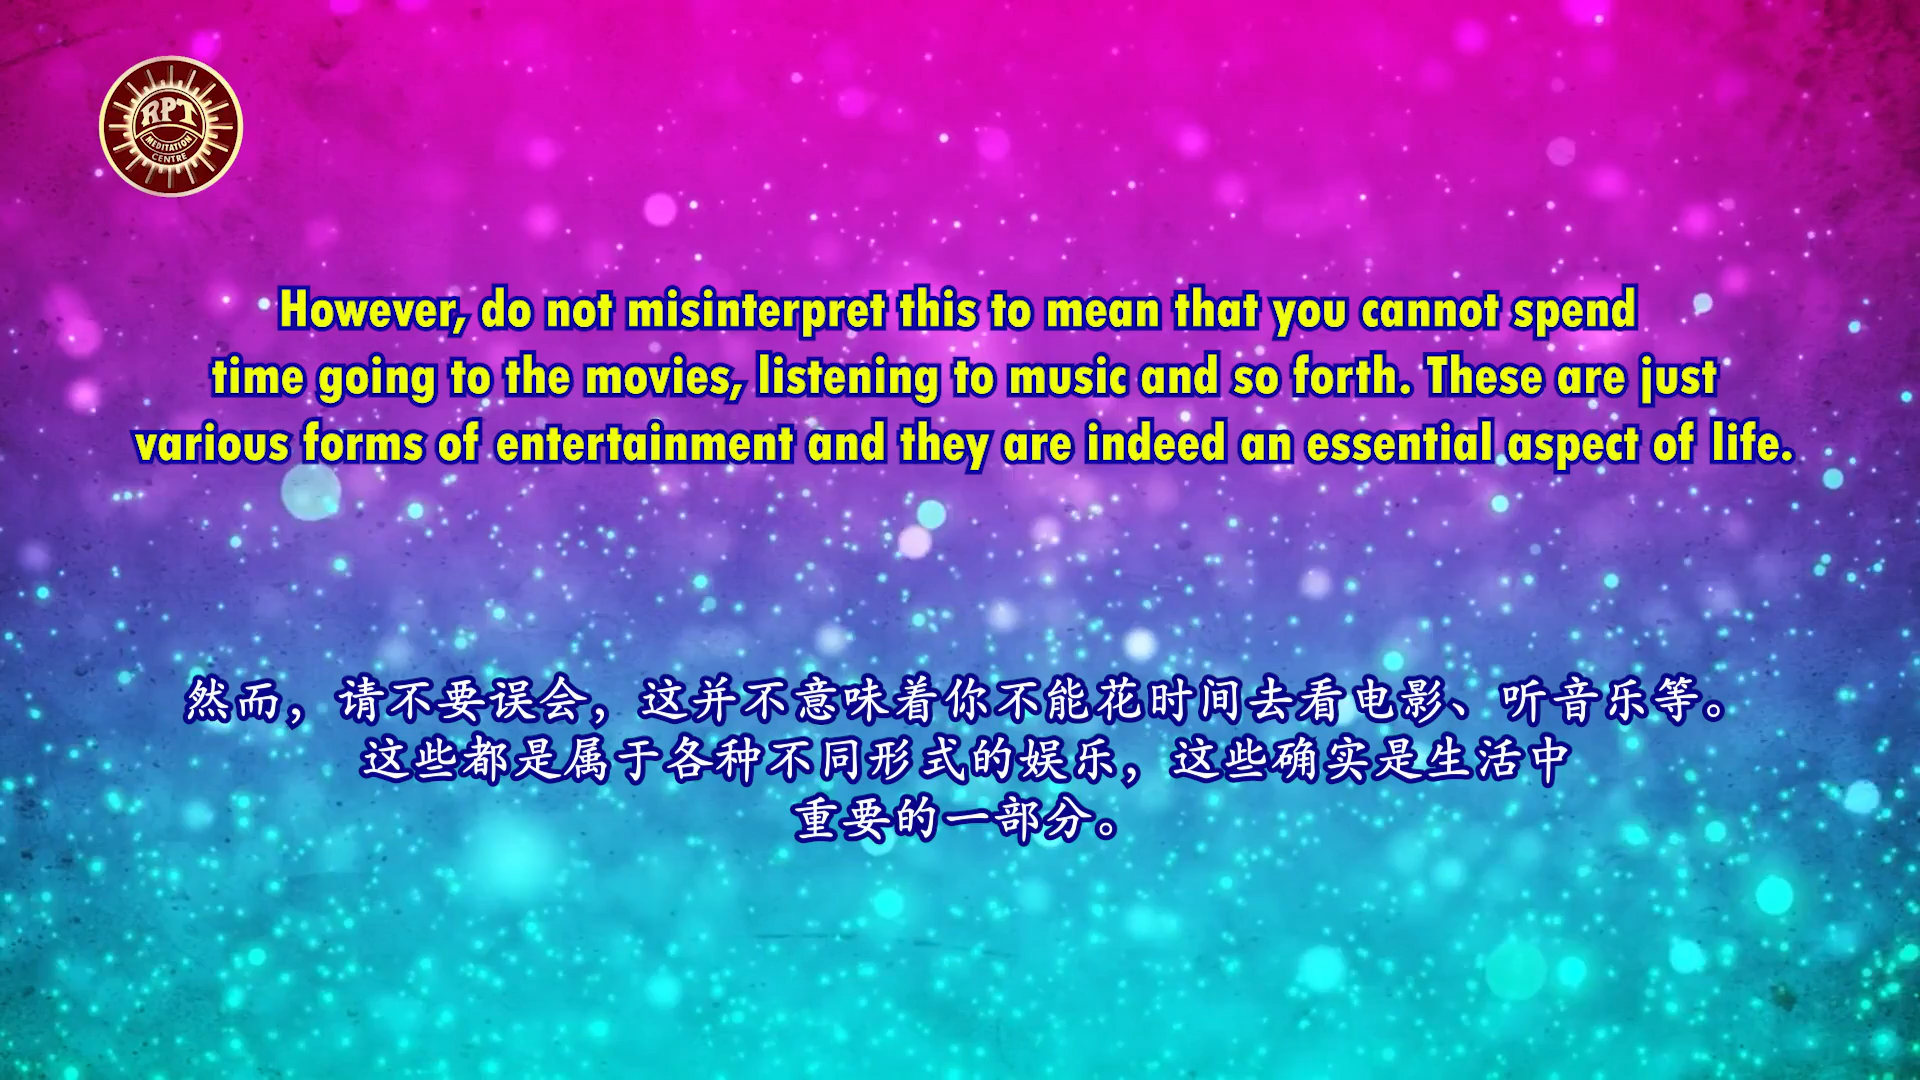 RPT
MEDITATION
CENTRE
However, do not misinterpret this to mean that you cannot spend
time going to the movies, listening to music and so forth. These are just
various forms of entertainment and they are indeed an essential aspect of life.
然而，请不要误会，这并不意味着你不能花时间去看电影、听音乐等。
这些都是属于各种不同形式的娱乐，这些确实是生活中
重要的一部分。